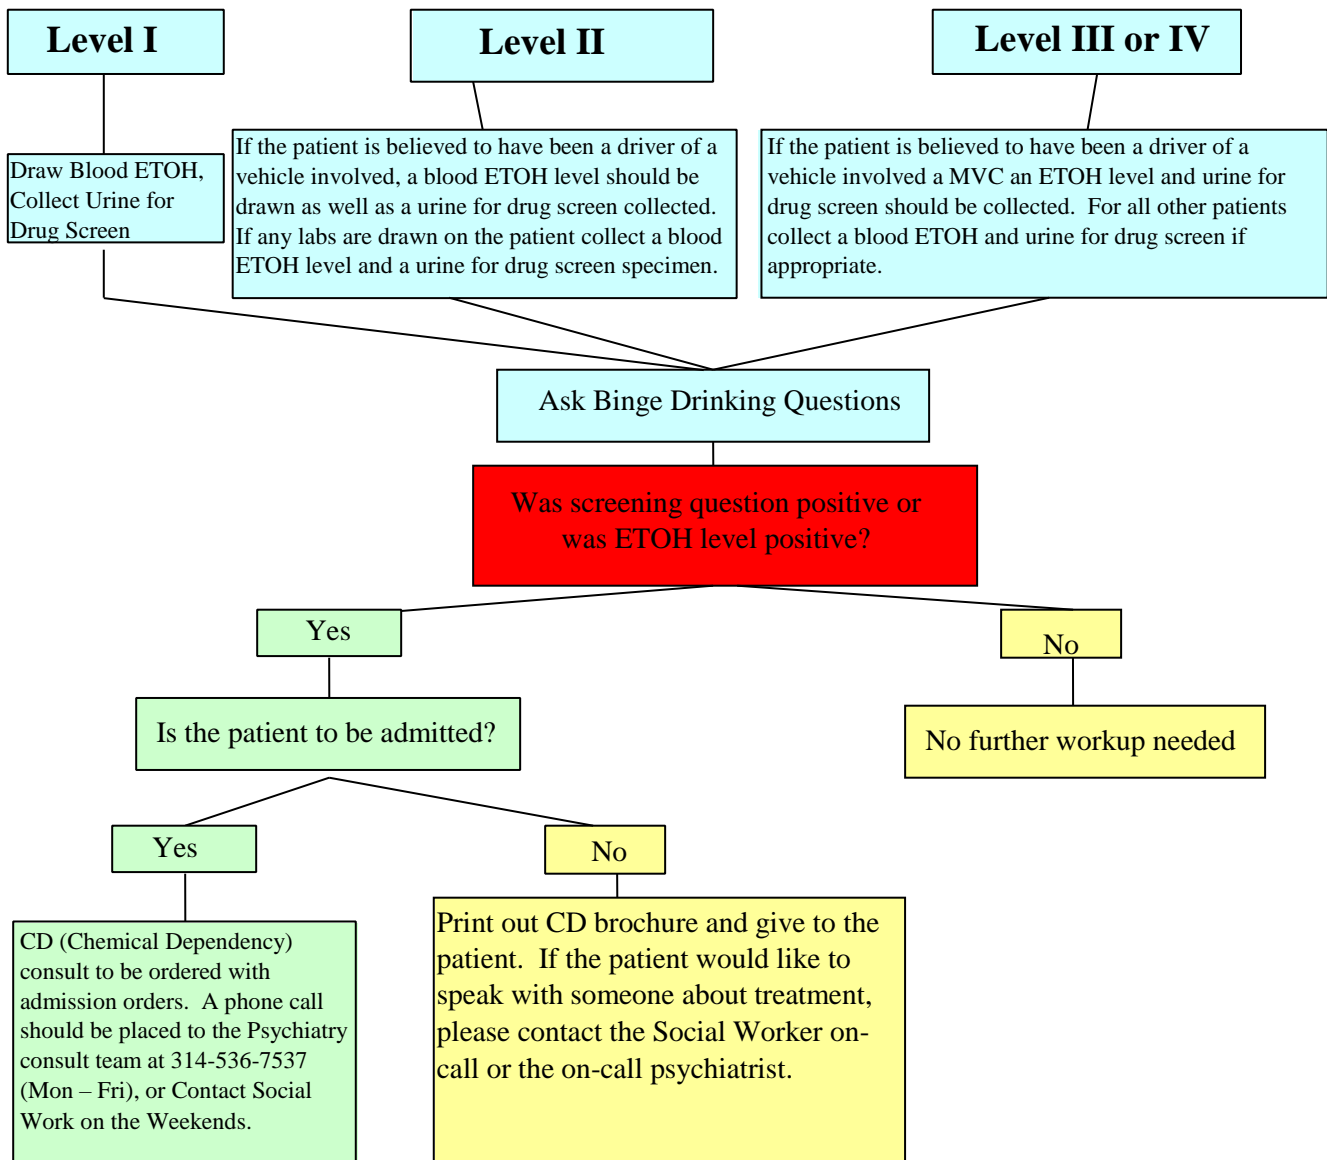 Level I
Level II
Level III or IV
Draw Blood ETOH,
Collect Urine for
Drug Screen
If the patient is believed to have been a driver of a
vehicle involved, a blood ETOH level should be
drawn as well as a urine for drug screen collected.
If any labs are drawn on the patient collect a blood
ETOH level and a urine for drug screen specimen.
If the patient is believed to have been a driver of a
vehicle involved a MVC an ETOH level and urine for
drug screen should be collected.  For all other patients
collect a blood ETOH and urine for drug screen if
appropriate.
Ask Binge Drinking Questions
Was screening question positive or
was ETOH level positive?
Yes
No
Is the patient to be admitted?
No further workup needed
Yes
No
CD (Chemical Dependency)
consult to be ordered with
admission orders.  A phone call
should be placed to the Psychiatry
consult team at 314-536-7537
(Mon – Fri), or Contact Social
Work on the Weekends.
Print out CD brochure and give to the
patient.  If the patient would like to
speak with someone about treatment,
please contact the Social Worker on-
call or the on-call psychiatrist.